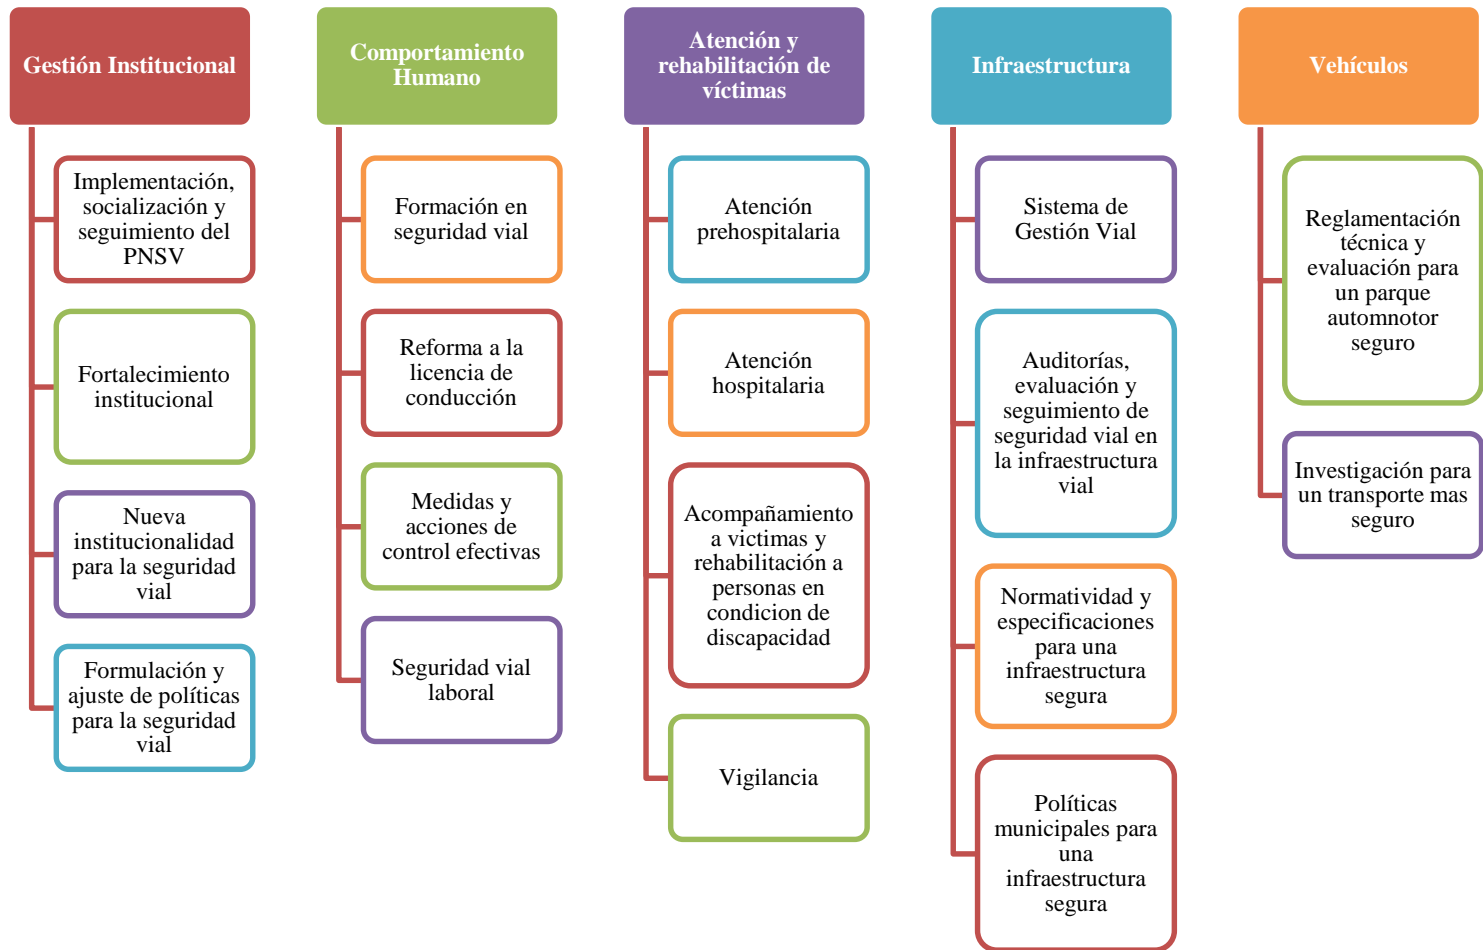 Gestión Institucional
Implementación,
socialización y
seguimiento del
PNSV
Fortalecimiento
institucional
Nueva
institucionalidad
para la seguridad
vial
Formulación y
ajuste de políticas
para la seguridad
vial
Comportamiento
Humano
Formación en
seguridad vial
Reforma a la
licencia de
conducción
Medidas y
acciones de
control efectivas
Seguridad vial
laboral
Atención y
rehabilitación de
víctimas
Atención
prehospitalaria
Atención
hospitalaria
Acompañamiento
a victimas y
rehabilitación a
personas en
condicion de
discapacidad
Vigilancia
Infraestructura
Sistema de
Gestión Vial
Auditorías,
evaluación y
seguimiento de
seguridad vial en
la infraestructura
vial
Normatividad y
especificaciones
para una
infraestructura
segura
Políticas
municipales para
una
infraestructura
segura
Vehículos
Reglamentación
técnica y
evaluación para
un parque
automnotor
seguro
Investigación para
un transporte mas
seguro